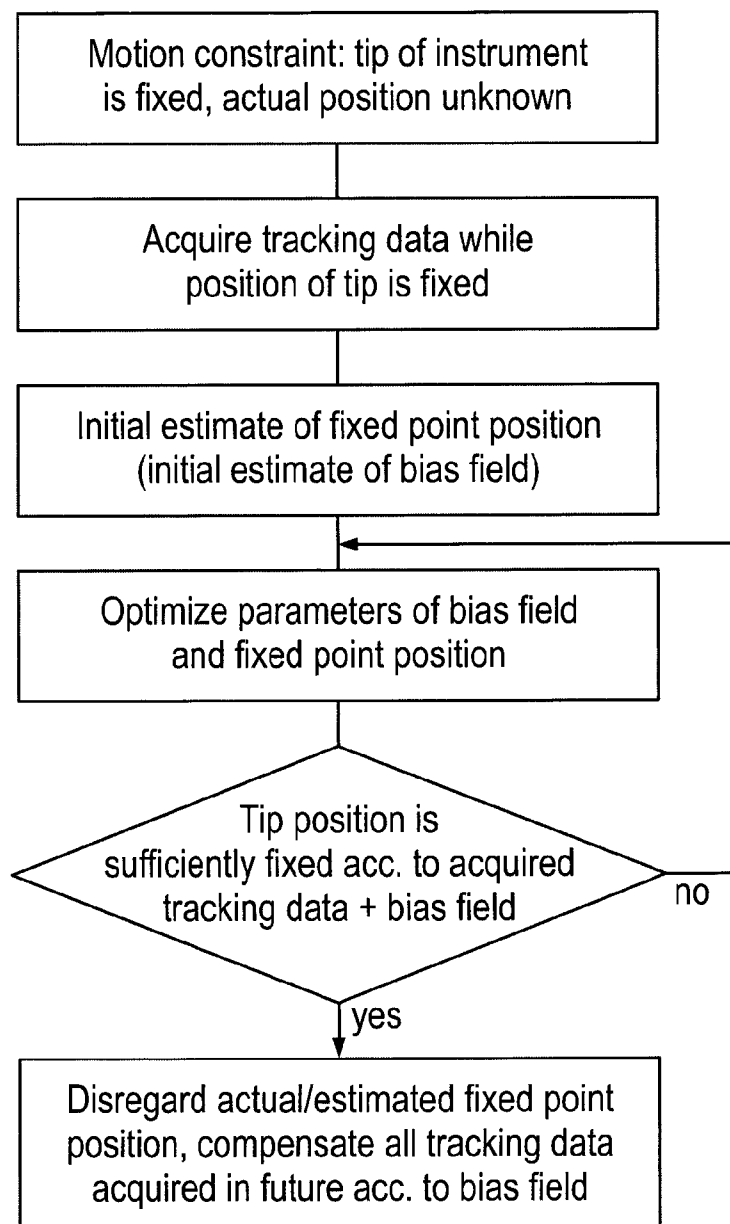 Motion constraint: tip of instrument
is fixed, actual position unknown
Acquire tracking data while
position of tip is fixed
Initial estimate of fixed point position
(initial estimate of bias field)
Optimize parameters of bias field
and fixed point position
Tip position is
sufficiently fixed acc. to acquired
tracking data + bias field
no
yes
Disregard actual/estimated fixed point
position, compensate all tracking data
acquired in future acc. to bias field